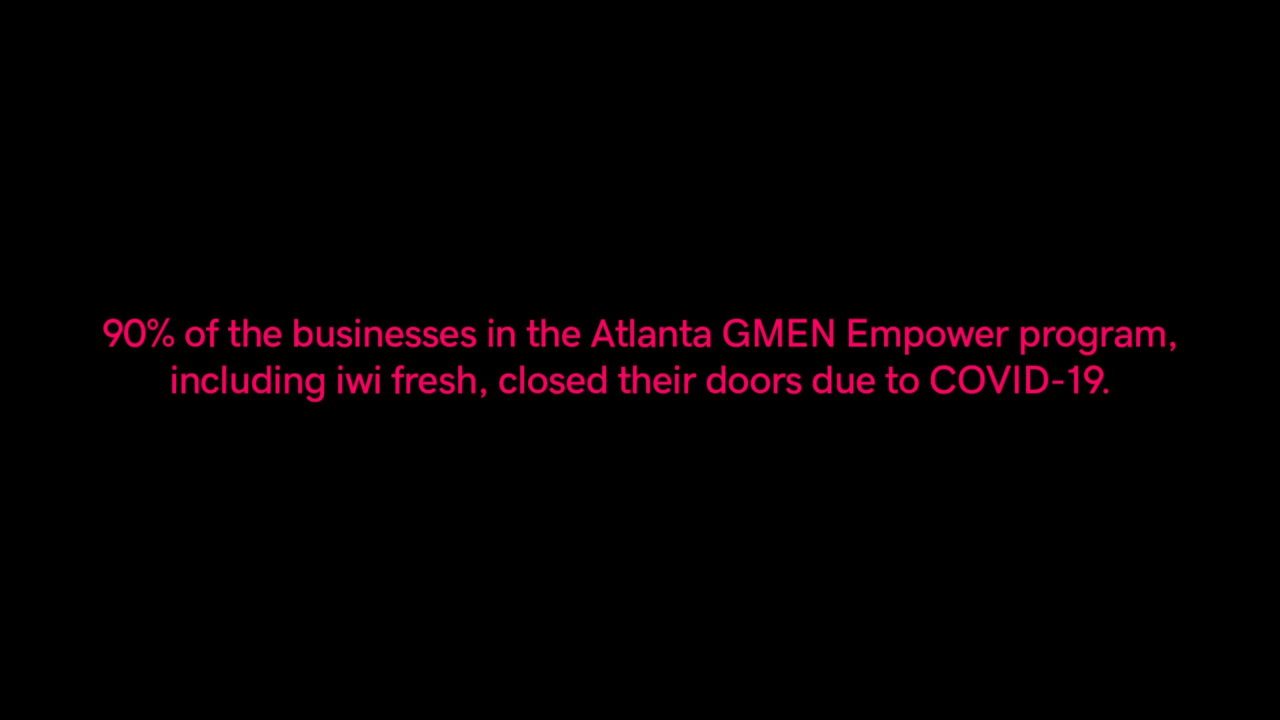 90% of the businesses in the Atlanta GMEN Empower program,
including iwi fresh, closed their doors due to COVID-19.